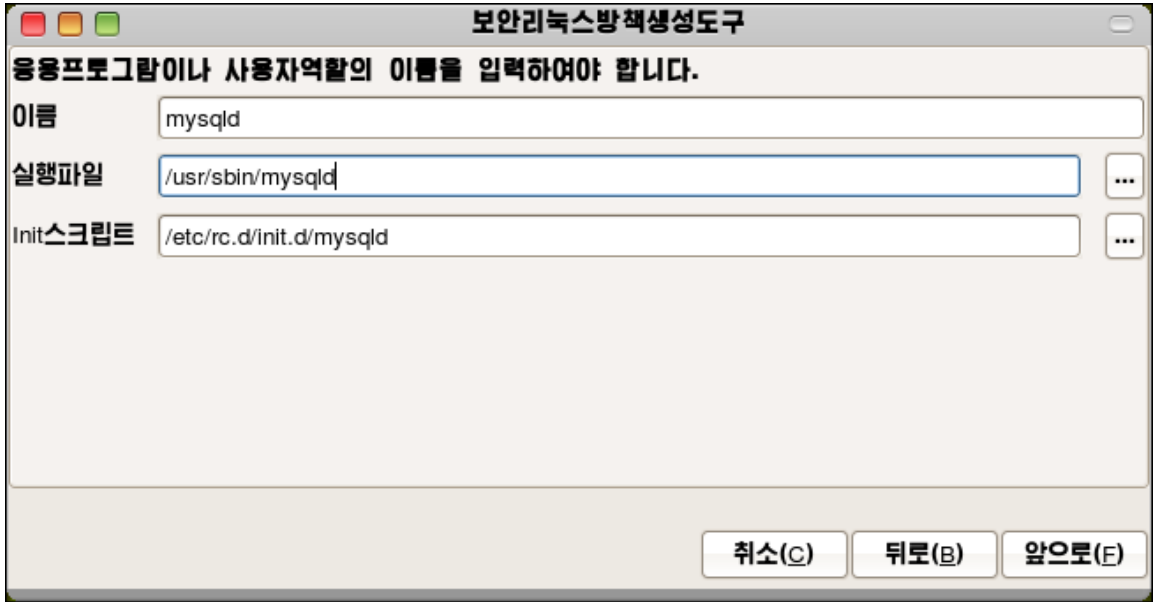 보안리눅스방책생성도구
응용프로그람이나 사용자역할의 이름을 입력하여야 합니다.
이름
mysqld
실행파일
/usr/sbin/mysqld
...
Init스크립트
/etc/rc.d/init.d/mysqld
...
취소(C) 뒤로(B) 앞으로(F)